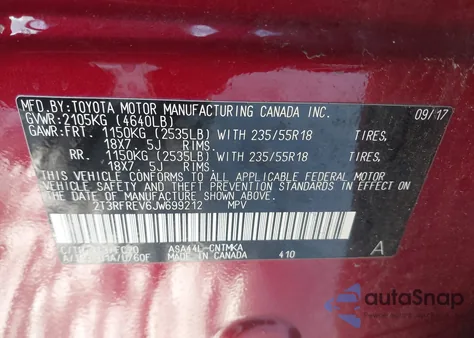 MFD. BY:TOYOTA MOTOR MANUFACTURING CANADA INC. 09/17
GVWR:2105KG (4640LB)
GAWR:FRT. 1150KG (2535LB) WITH 235/55R18 TIRES,
18X7. 5J RIMS.
RR. 1150KG (2535LB) WITH 235/55R18 TIRES,
18X7. 5J RIMS.
THIS VEHICLE CONFORMS TO ALL APPLICABLE FEDERAL MOTOR
VEHICLE SAFETY AND THEFT PREVENTION STANDARDS IN
EFFECT ON THE DATE OF MANUFACTURE SHOWN ABOVE.
2T3RFREV6JW699212 MPV
ASA44L-CNTMKA
MADE IN CANADA 410
A
autoSnap